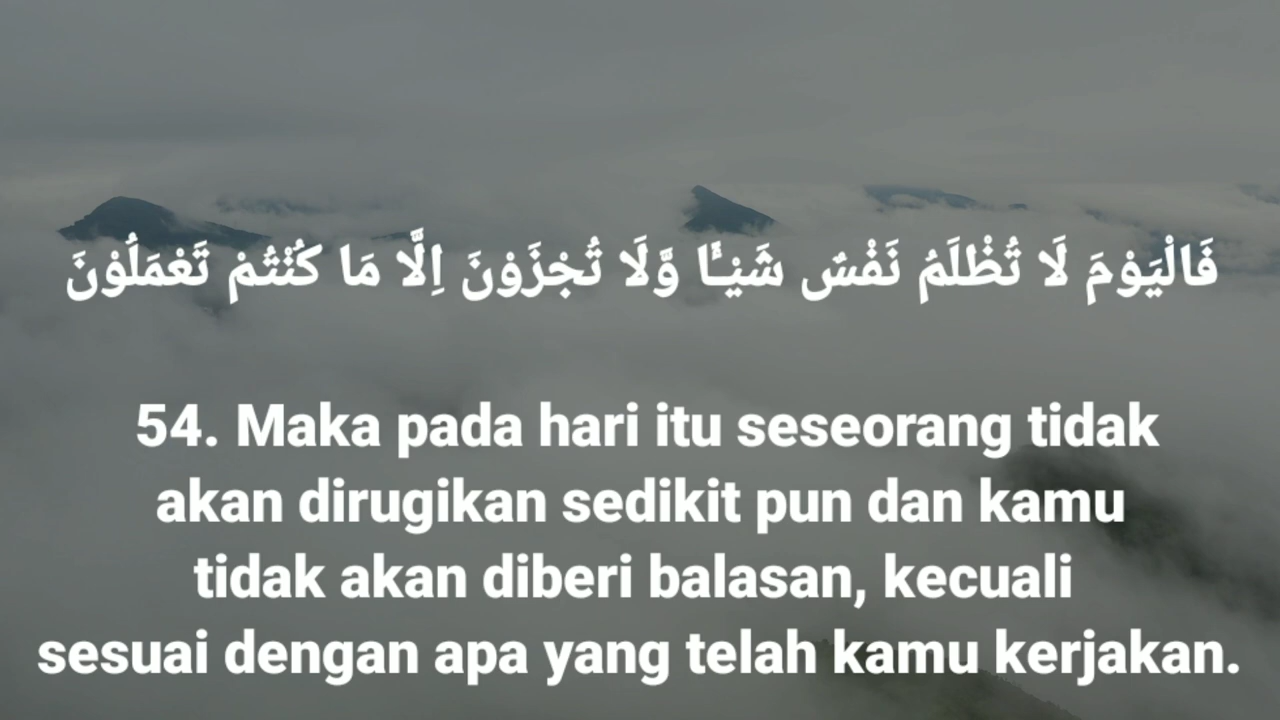 فَالْيَوْمَ لَا تُظْلَمُ نَفْسٌ شَيْـًٔا وَّلَا تُجْزَوْنَ اِلَّا مَا كُنْتُمْ تَعْمَلُوْنَ
54. Maka pada hari itu seseorang tidak
akan dirugikan sedikit pun dan kamu
tidak akan diberi balasan, kecuali
sesuai dengan apa yang telah kamu kerjakan.